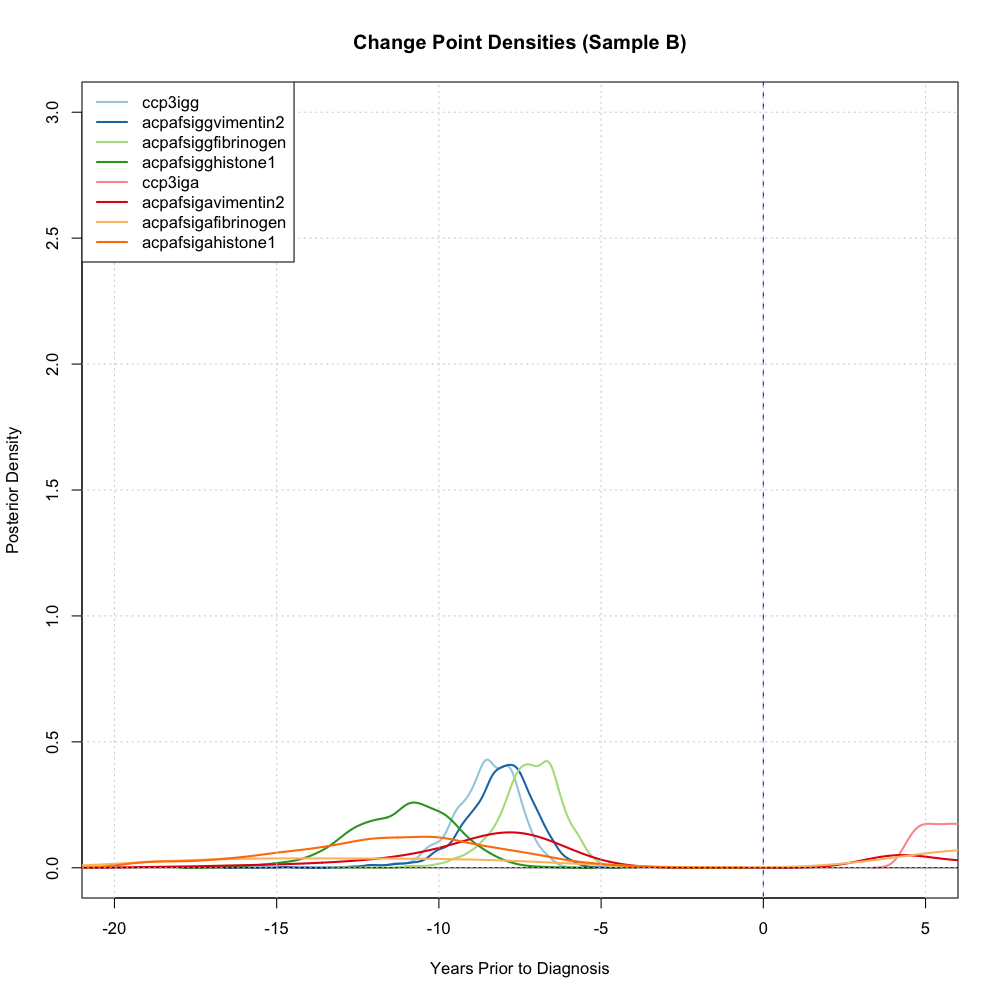 Change Point Densities (Sample B)
ccp3igg
acpafsiggvimentin2
acpafsiggfibrinogen
acpafsigghistone1
ccp3iga
acpafsigavimentin2
acpafsigafibrinogen
acpafsigahistone1
3.0
2.5
2.0
1.5
1.0
0.5
0.0
Posterior Density
-20 -15 -10 -5 0 5
Years Prior to Diagnosis